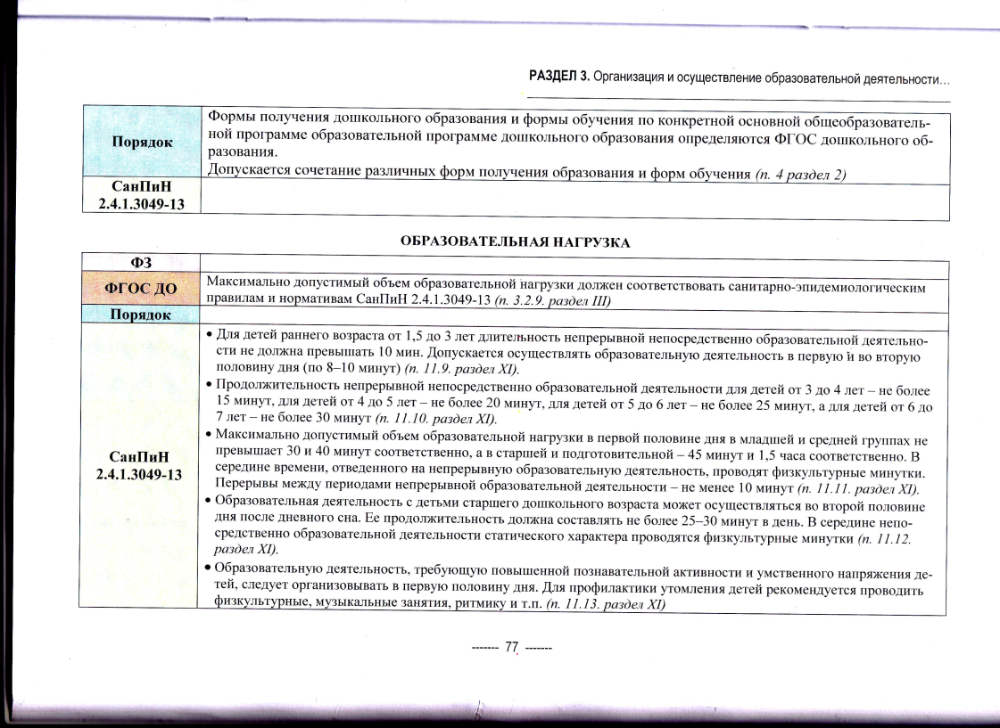 РАЗДЕЛ 3. Организация и осуществление образовательной деятельности…
Порядок
Формы получения дошкольного образования и формы обучения по конкретной основной общеобразователь-
ной программе образовательной программе дошкольного образования определяются ФГОС дошкольного об-
разования.
Допускается сочетание различных форм получения образования и форм обучения (п. 4 раздел 2)
СанПиН
2.4.1.3049-13
ОБРАЗОВАТЕЛЬНАЯ НАГРУЗКА
ФЗ
ФГОС ДО
Максимально допустимый объем образовательной нагрузки должен соответствовать санитарно-эпидемиологическим
правилам и нормативам СанПиН 2.4.1.3049-13 (п. 3.2.9. раздел III)
Порядок
СанПиН
2.4.1.3049-13
• Для детей раннего возраста от 1,5 до 3 лет длительность непрерывной непосредственно образовательной деятельно-
сти не должна превышать 10 мин. Допускается осуществлять образовательную деятельность в первую и во вторую
половину дня (по 8–10 минут) (п. 11.9. раздел XI).
• Продолжительность непрерывной непосредственно образовательной деятельности для детей от 3 до 4 лет – не более
15 минут, для детей от 4 до 5 лет – не более 20 минут, для детей от 5 до 6 лет – не более 25 минут, а для детей от 6 до
7 лет – не более 30 минут (п. 11.10. раздел XI).
• Максимально допустимый объем образовательной нагрузки в первой половине дня в младшей и средней группах не
превышает 30 и 40 минут соответственно, а в старшей и подготовительной – 45 минут и 1,5 часа соответственно. В
середине времени, отведенного на непрерывную образовательную деятельность, проводят физкультурные минутки.
Перерывы между периодами непрерывной образовательной деятельности – не менее 10 минут (п. 11.11. раздел XI).
• Образовательная деятельность с детьми старшего дошкольного возраста может осуществляться во второй половине
дня после дневного сна. Ее продолжительность должна составлять не более 25–30 минут в день. В середине непо-
средственно образовательной деятельности статического характера проводятся физкультурные минутки (п. 11.12.
раздел XI).
• Образовательную деятельность, требующую повышенной познавательной активности и умственного напряжения де-
тей, следует организовывать в первую половину дня. Для профилактики утомления детей рекомендуется проводить
физкультурные, музыкальные занятия, ритмику и т.п. (п. 11.13. раздел XI)
------- 77 -------